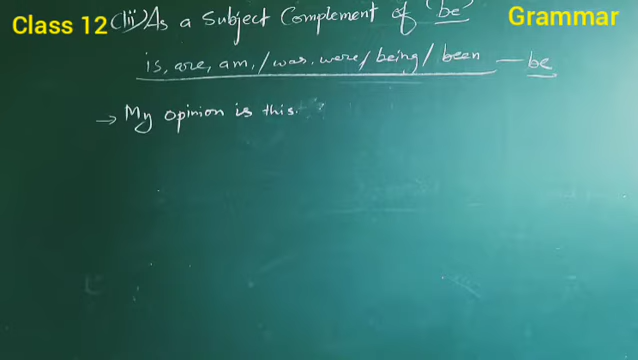 Class 12
Grammar
(iii) As a Subject Complement of 'be'
is, are, am, / was, were / being / been — be
→ My opinion is this.